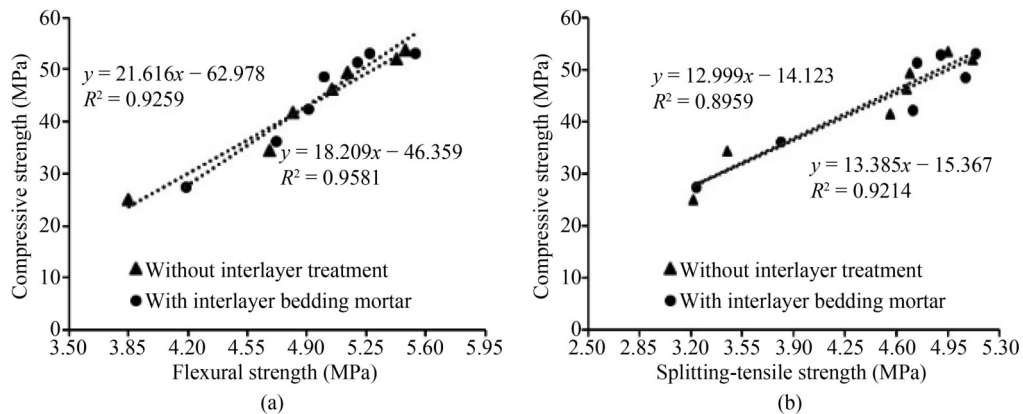 60
50
40
30
20
10
0
Compressive strength (MPa)
y = 21.616x − 62.978
R² = 0.9259
y = 18.209x − 46.359
R² = 0.9581
Without interlayer treatment
With interlayer bedding mortar
3.50 3.85 4.20 4.55 4.90 5.25 5.60 5.95
Flexural strength (MPa)
(a)
60
50
40
30
20
10
0
Compressive strength (MPa)
y = 12.999x − 14.123
R² = 0.8959
y = 13.385x − 15.367
R² = 0.9214
Without interlayer treatment
With interlayer bedding mortar
2.50 2.85 3.20 3.55 3.90 4.25 4.60 4.95 5.30
Splitting-tensile strength (MPa)
(b)